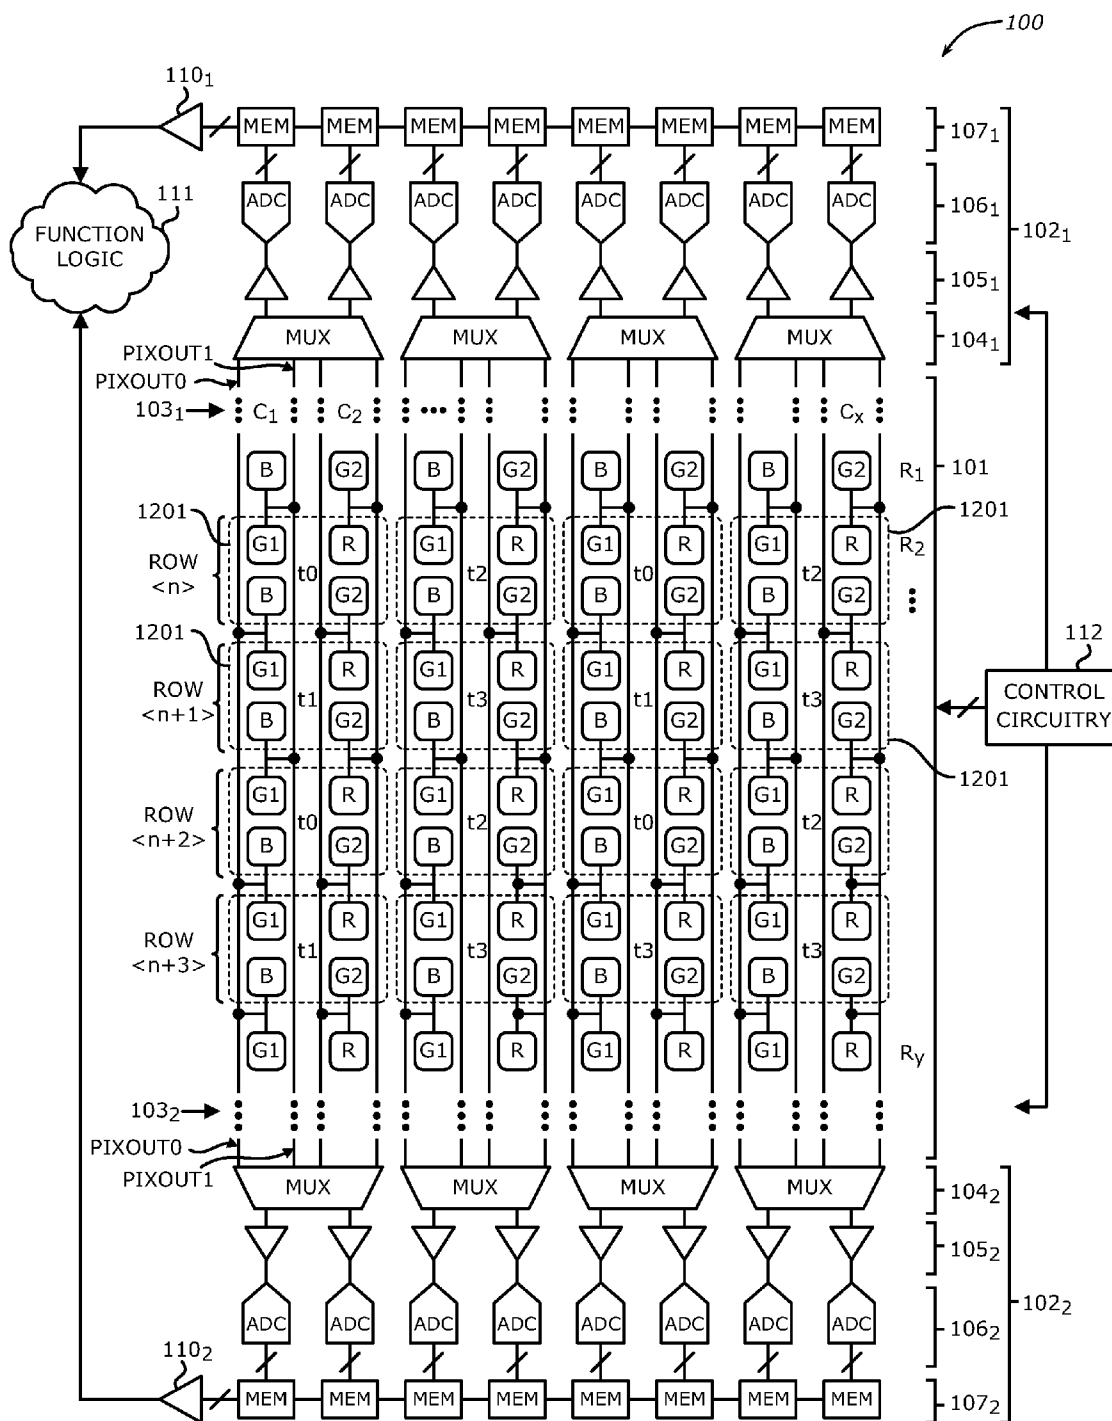 100
110₁
MEM MEM MEM MEM MEM MEM MEM MEM
107₁
111
ADC ADC ADC ADC ADC ADC ADC ADC
106₁
FUNCTION
LOGIC
102₁
105₁
MUX MUX MUX MUX
104₁
PIXOUT1
PIXOUT0
103₁ C₁ C₂ Cₓ
B G2 B G2 B G2 B G2 R₁ 101
1201 1201
G1 R G1 R G1 R G1 R R₂
ROW
<n>
t0 t2 t0 t2
B G2 B G2 B G2 B G2
1201
112
G1 R G1 R G1 R G1 R
ROW
<n+1>
t1 t3 t1 t3
CONTROL
CIRCUITRY
B G2 B G2 B G2 B G2
1201
G1 R G1 R G1 R G1 R
ROW
<n+2>
t0 t2 t0 t2
B G2 B G2 B G2 B G2
G1 R G1 R G1 R G1 R
ROW
<n+3>
t1 t3 t3 t3
B G2 B G2 B G2 B G2
G1 R G1 R G1 R G1 R Ry
103₂
PIXOUT0
PIXOUT1
MUX MUX MUX MUX
104₂
105₂
102₂
ADC ADC ADC ADC ADC ADC ADC ADC
106₂
110₂
MEM MEM MEM MEM MEM MEM MEM MEM
107₂